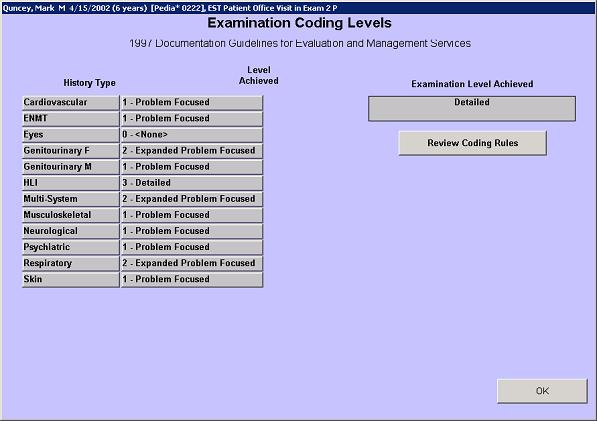 Quncey, Mark M 4/15/2002 (6 years) [Pedia* 0222], EST Patient Office Visit in Exam 2 P
Examination Coding Levels
1997 Documentation Guidelines for Evaluation and Management Services
History Type Level Achieved
Cardiovascular 1 - Problem Focused
ENMT 1 - Problem Focused
Eyes 0 - <None>
Genitourinary F 2 - Expanded Problem Focused
Genitourinary M 1 - Problem Focused
HLI 3 - Detailed
Multi-System 2 - Expanded Problem Focused
Musculoskeletal 1 - Problem Focused
Neurological 1 - Problem Focused
Psychiatric 1 - Problem Focused
Respiratory 2 - Expanded Problem Focused
Skin 1 - Problem Focused
Examination Level Achieved
Detailed
Review Coding Rules
OK